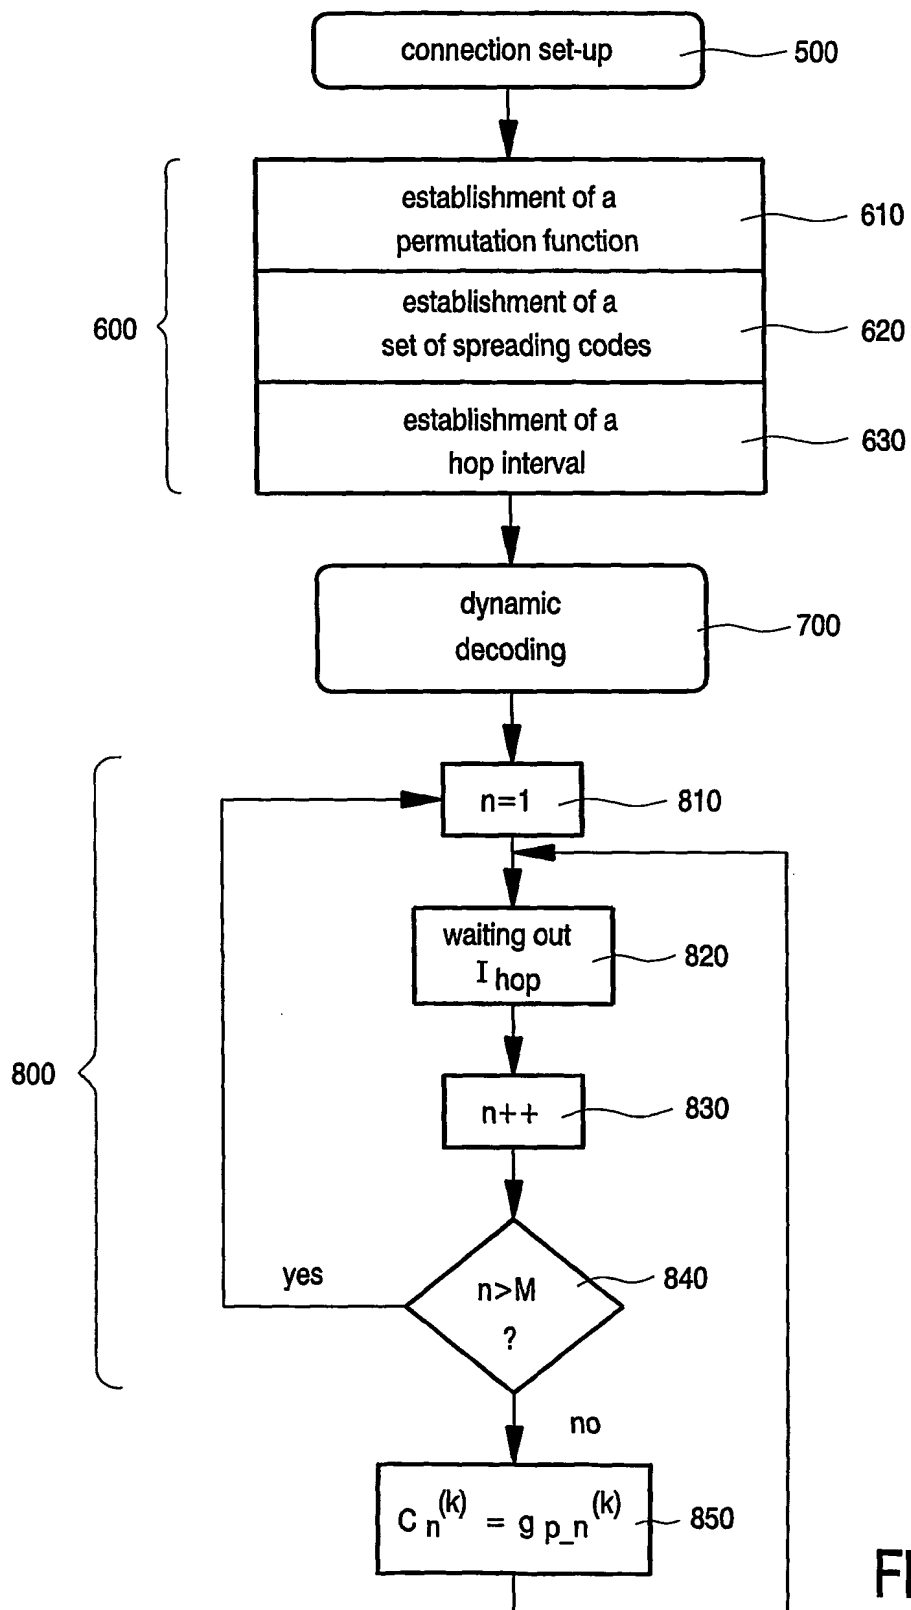 connection set-up
500
establishment of a
permutation function
610
establishment of a
set of spreading codes
620
establishment of a
hop interval
630
600
dynamic
decoding
700
n=1
810
waiting out
I hop
820
n++
830
800
n>M
?
840
yes
no
C n (k) = g p_n (k)
850